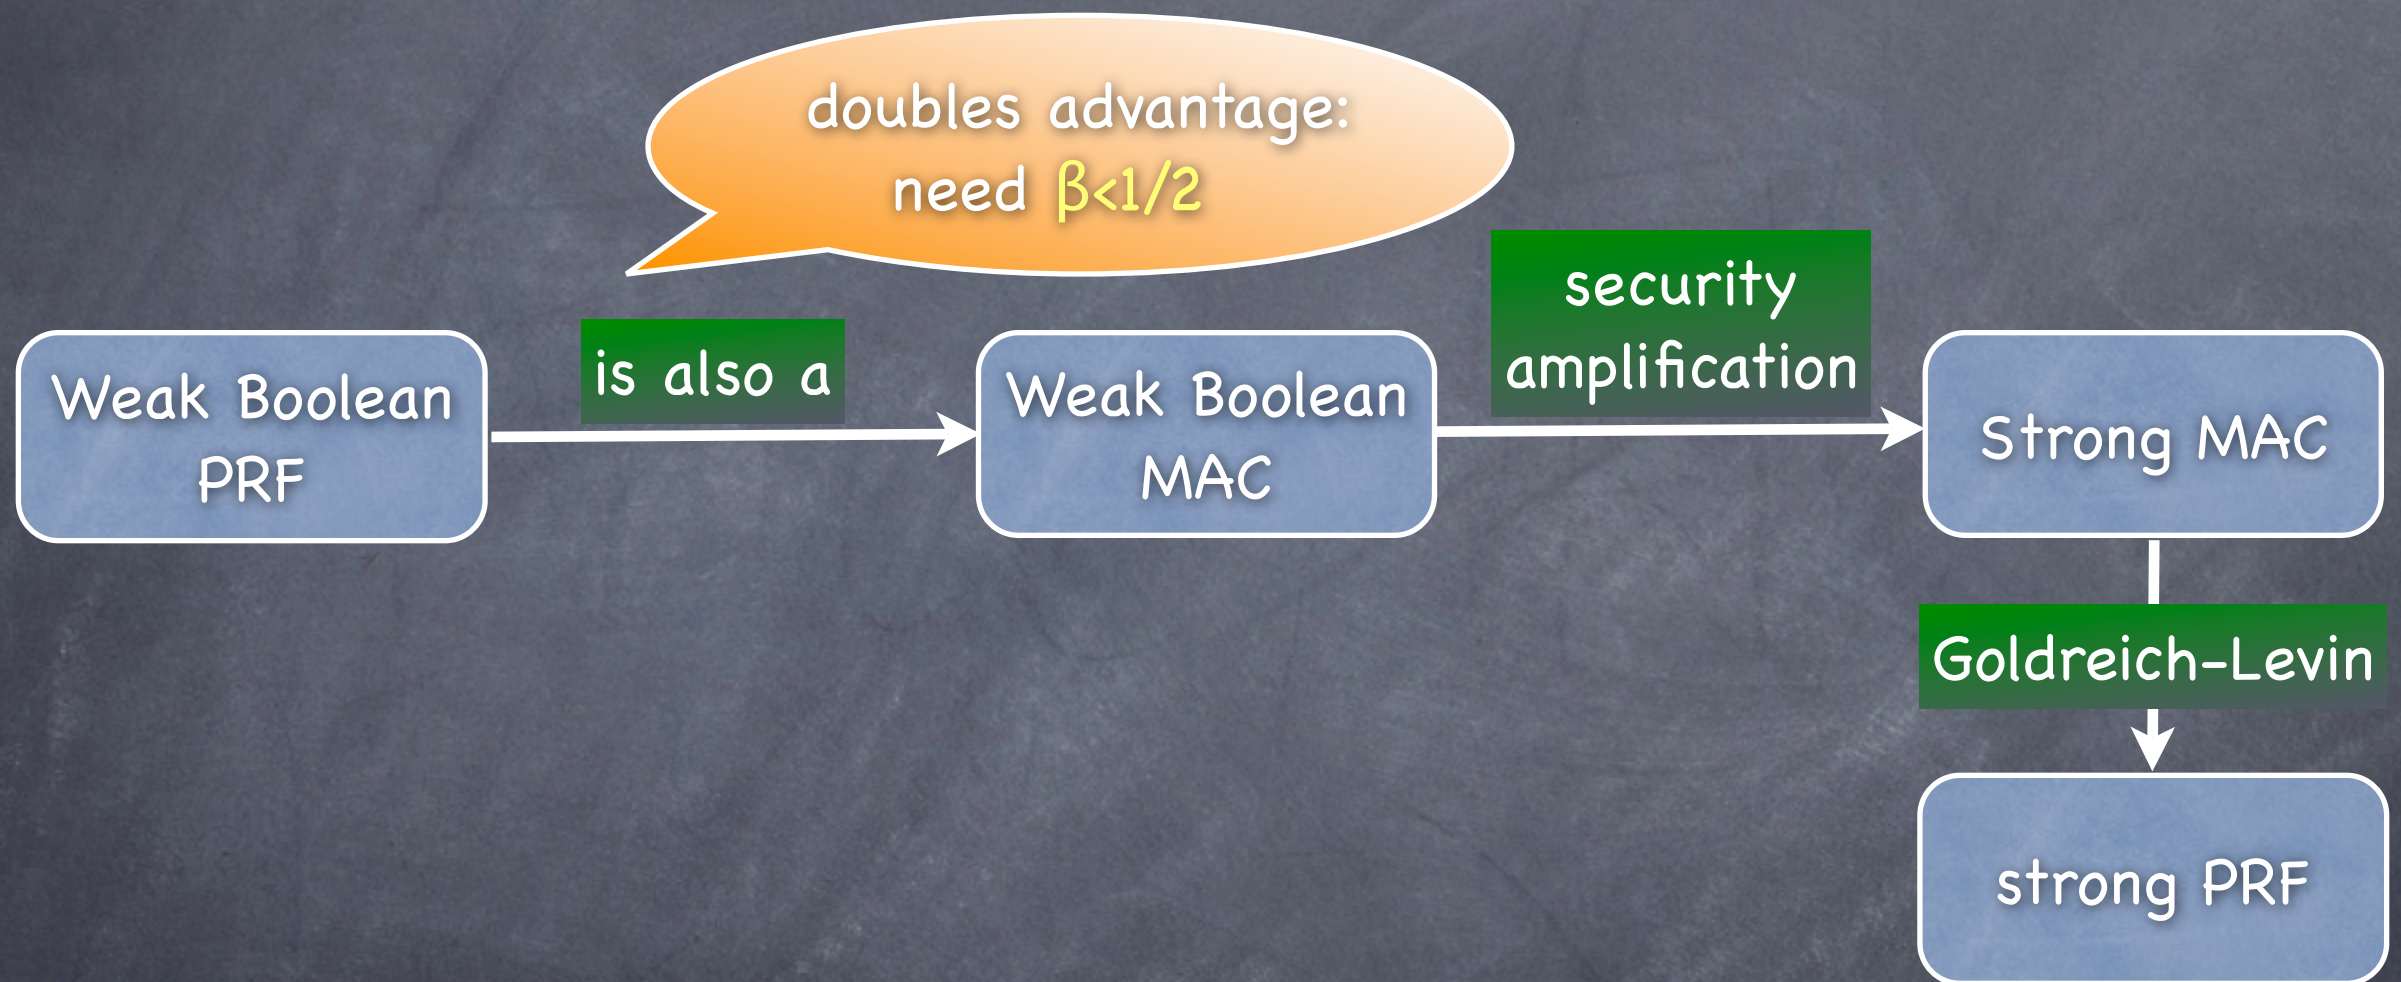 doubles advantage:
need β<1/2
Weak Boolean
PRF
is also a
Weak Boolean
MAC
security
amplification
Strong MAC
Goldreich-Levin
strong PRF